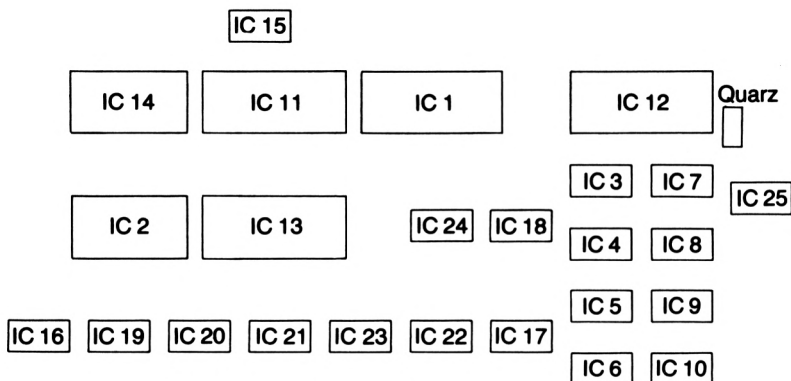 IC 15
IC 14 IC 11 IC 1 IC 12 Quarz
IC 3 IC 7 IC 25
IC 2 IC 13 IC 24 IC 18 IC 4 IC 8
IC 5 IC 9
IC 16 IC 19 IC 20 IC 21 IC 23 IC 22 IC 17
IC 6 IC 10